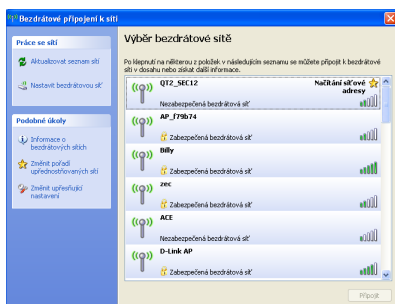 Bezdrátové připojení k síti
Práce se sítí
Aktualizovat seznam sítí
Nastavit bezdrátovou síť
Podobné úkoly
Informace o
bezdrátových sítích
Změnit pořadí
upřednostňovaných sítí
Změnit upřesňující
nastavení
Výběr bezdrátové sítě
Po klepnutí na některou z položek v následujícím seznamu se můžete připojit k bezdrátové
síti v dosahu nebo získat další informace.
QT2_SEC12
Načítání síťové
adresy
Nezabezpečená bezdrátová síť
AP_f79b74
Zabezpečená bezdrátová síť
Billy
Zabezpečená bezdrátová síť
zec
Zabezpečená bezdrátová síť
ACE
Nezabezpečená bezdrátová síť
D-Link AP
Zabezpečená bezdrátová síť
Připojit